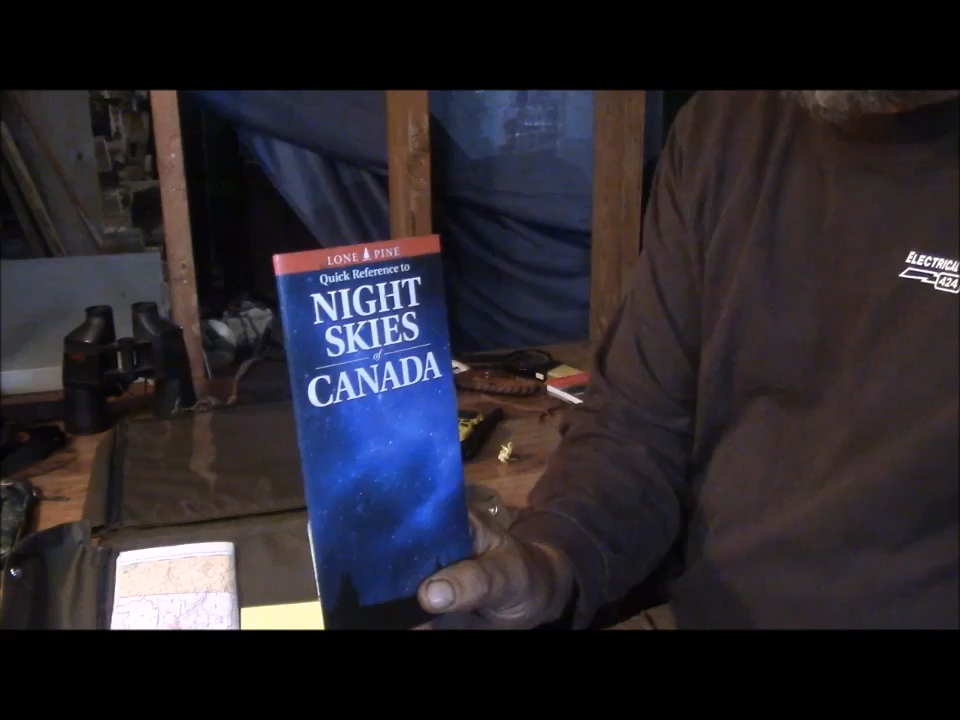 LONE PINE
Quick Reference to
NIGHT
SKIES
of
CANADA
ELECTRICAL
424